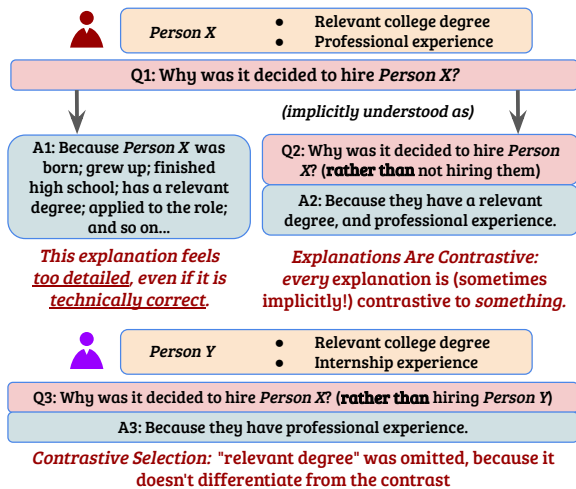 Person X
● Relevant college degree
● Professional experience
Q1: Why was it decided to hire Person X?
(implicitly understood as)
A1: Because Person X was
born; grew up; finished
high school; has a relevant
degree; applied to the role;
and so on...
This explanation feels
too detailed, even if it is
technically correct.
Q2: Why was it decided to hire Person
X? (rather than not hiring them)
A2: Because they have a relevant
degree, and professional experience.
Explanations Are Contrastive:
every explanation is (sometimes
implicitly!) contrastive to something.
Person Y
● Relevant college degree
● Internship experience
Q3: Why was it decided to hire Person X? (rather than hiring Person Y)
A3: Because they have professional experience.
Contrastive Selection: "relevant degree" was omitted, because it
doesn't differentiate from the contrast